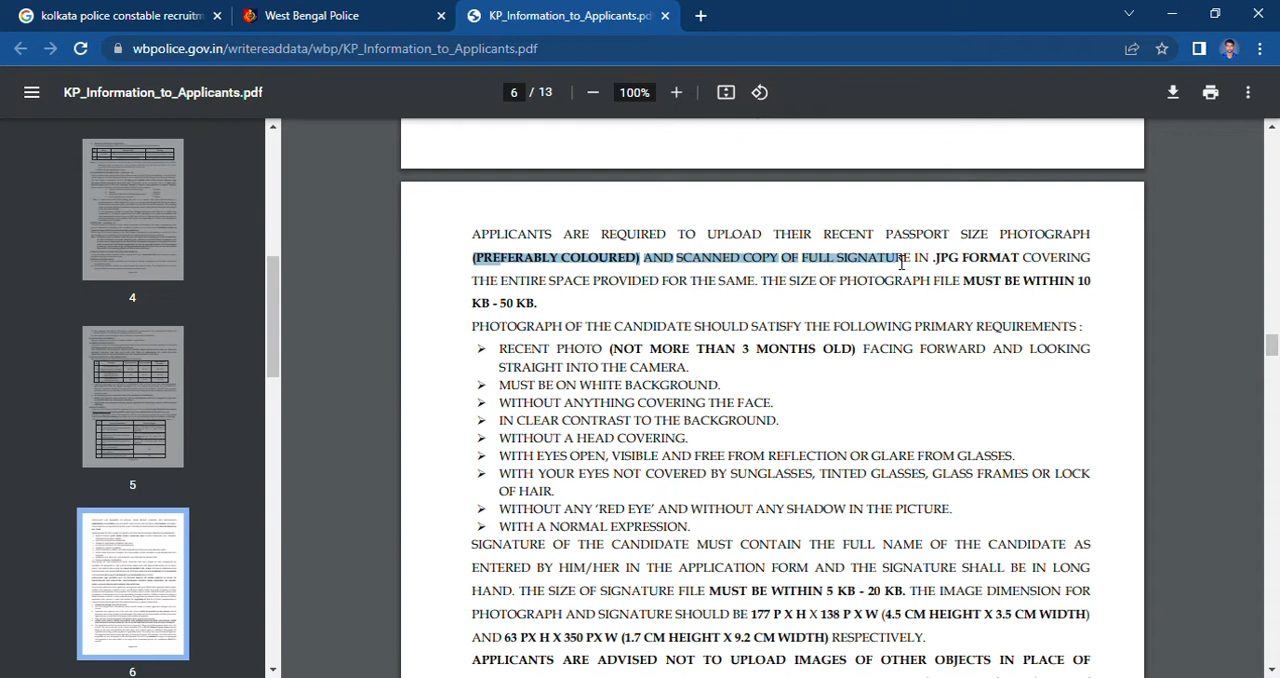 kolkata police constable recruitm
West Bengal Police
KP_Information_to_Applicants.pdf
wbpolice.gov.in/writereaddata/wbp/KP_Information_to_Applicants.pdf
KP_Information_to_Applicants.pdf
6 / 13
100%
4
5
6
APPLICANTS ARE REQUIRED TO UPLOAD THEIR RECENT PASSPORT SIZE PHOTOGRAPH
(PREFERABLY COLOURED) AND SCANNED COPY OF FULL SIGNATURE IN .JPG FORMAT COVERING
THE ENTIRE SPACE PROVIDED FOR THE SAME. THE SIZE OF PHOTOGRAPH FILE MUST BE WITHIN 10
KB - 50 KB.
PHOTOGRAPH OF THE CANDIDATE SHOULD SATISFY THE FOLLOWING PRIMARY REQUIREMENTS :
➢ RECENT PHOTO (NOT MORE THAN 3 MONTHS OLD) FACING FORWARD AND LOOKING
STRAIGHT INTO THE CAMERA.
➢ MUST BE ON WHITE BACKGROUND.
➢ WITHOUT ANYTHING COVERING THE FACE.
➢ IN CLEAR CONTRAST TO THE BACKGROUND.
➢ WITHOUT A HEAD COVERING.
➢ WITH EYES OPEN, VISIBLE AND FREE FROM REFLECTION OR GLARE FROM GLASSES.
➢ WITH YOUR EYES NOT COVERED BY SUNGLASSES, TINTED GLASSES, GLASS FRAMES OR LOCK
OF HAIR.
➢ WITHOUT ANY 'RED EYE' AND WITHOUT ANY SHADOW IN THE PICTURE.
➢ WITH A NORMAL EXPRESSION.
SIGNATURE OF THE CANDIDATE MUST CONTAIN THE FULL NAME OF THE CANDIDATE AS
ENTERED BY HIM/HER IN THE APPLICATION FORM AND THE SIGNATURE SHALL BE IN LONG
HAND. THE SIZE OF SIGNATURE FILE MUST BE WITHIN 5 KB - 20 KB. THE IMAGE DIMENSION FOR
PHOTOGRAPH AND SIGNATURE SHOULD BE 177 P X W (4.5 CM HEIGHT X 3.5 CM WIDTH)
AND 63 PX H X 350 PX W (1.7 CM HEIGHT X 9.2 CM WIDTH) RESPECTIVELY.
APPLICANTS ARE ADVISED NOT TO UPLOAD IMAGES OF OTHER OBJECTS IN PLACE OF